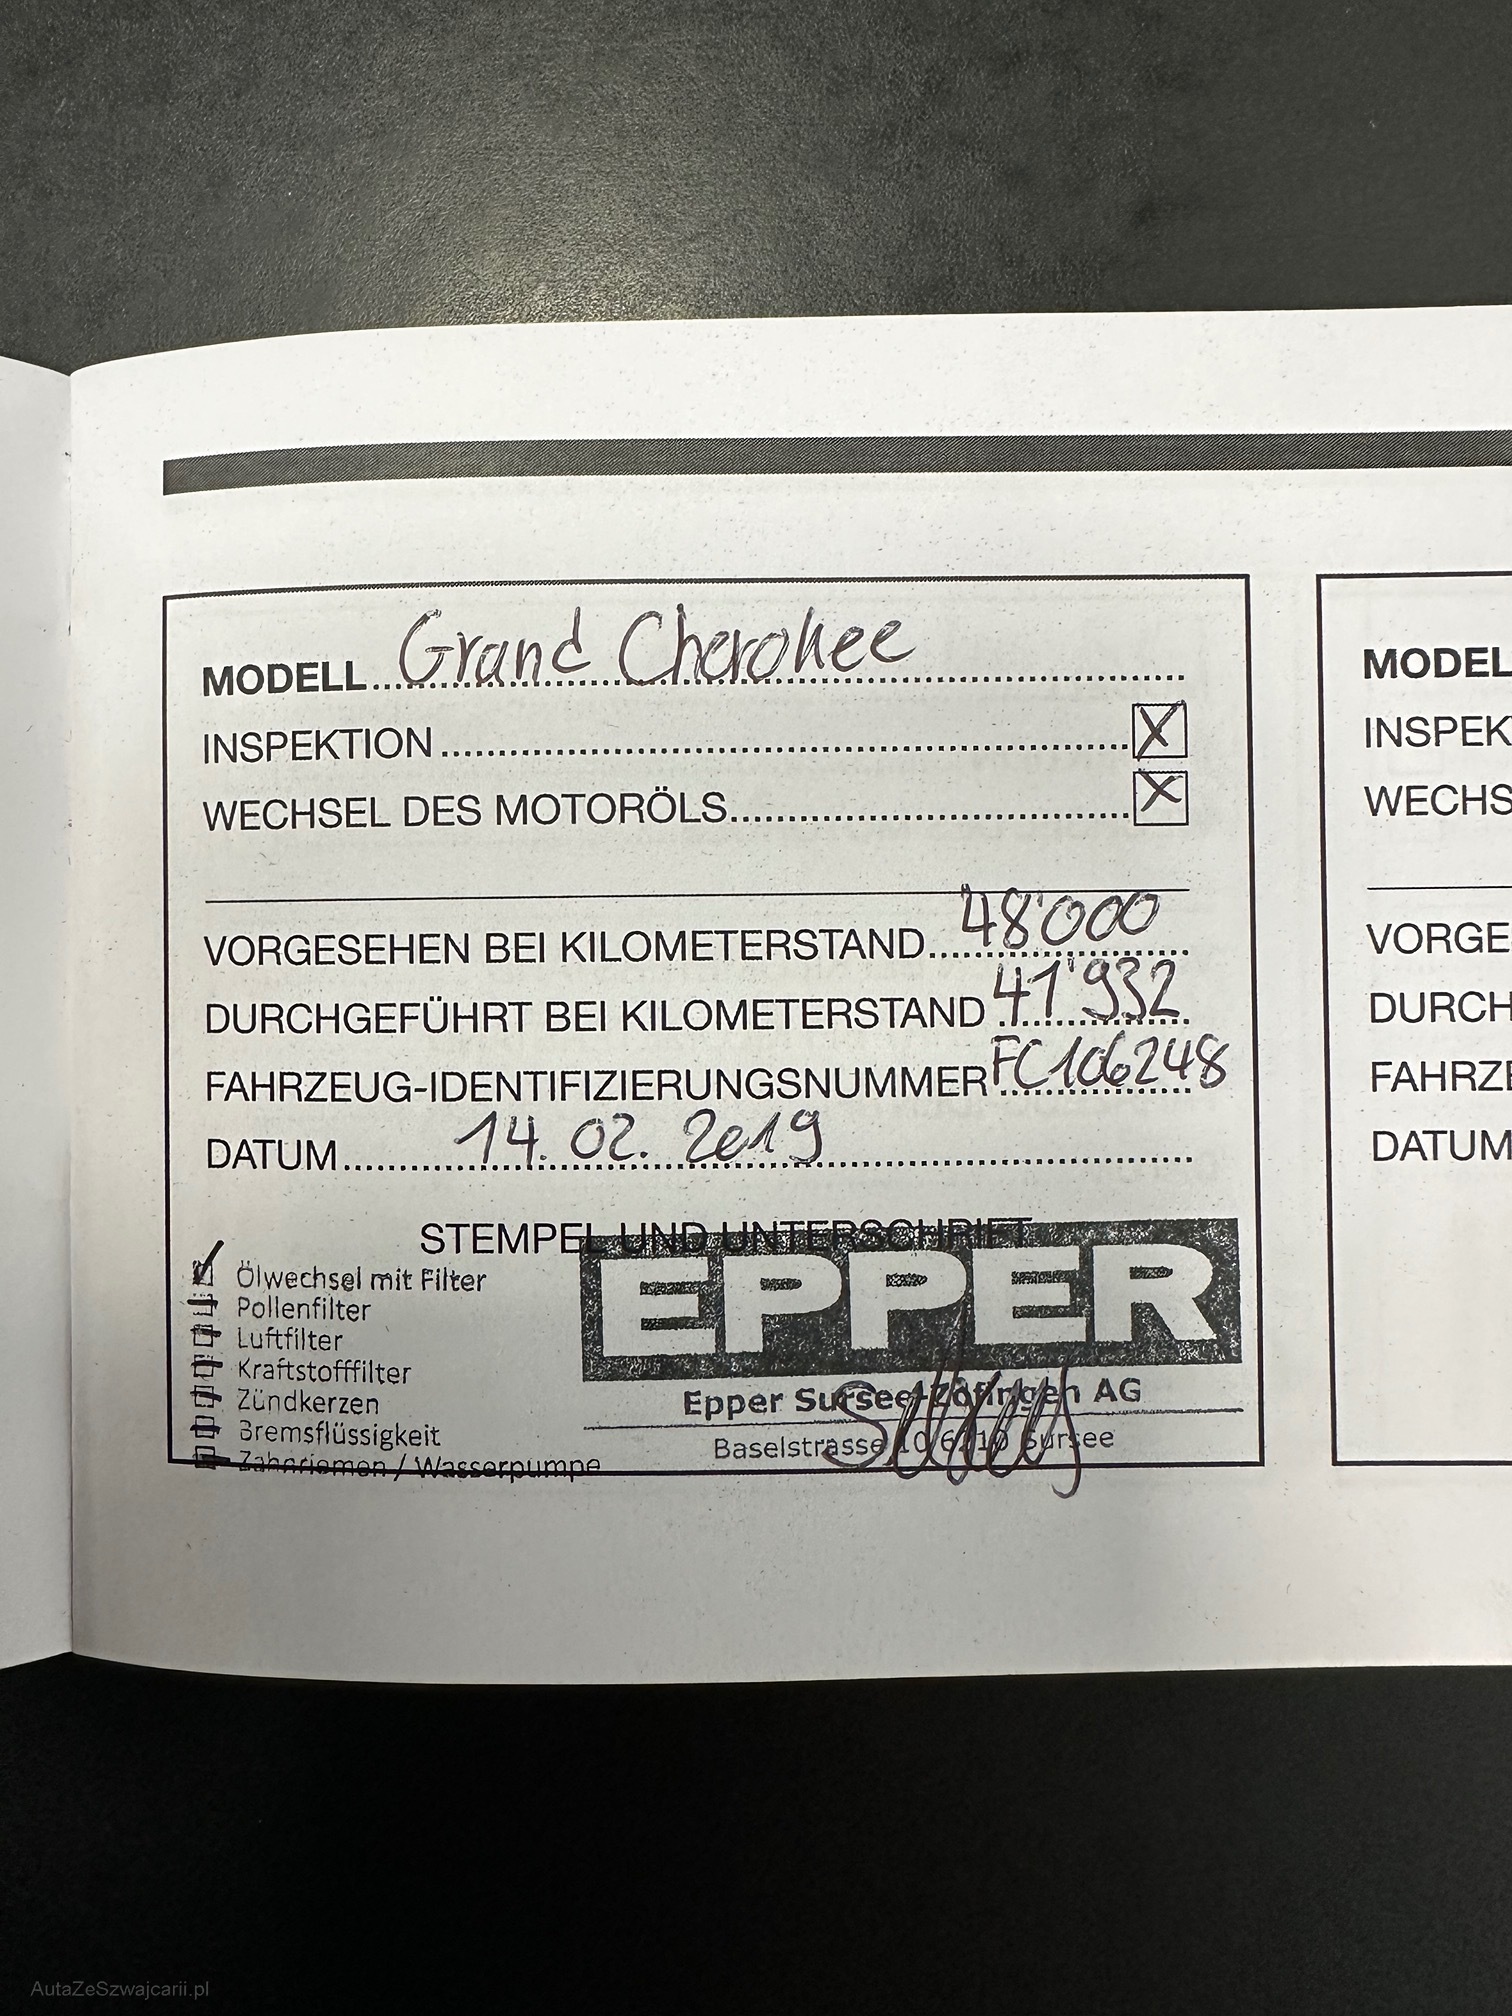 MODELL Grand Cherokee
INSPEKTION X
WECHSEL DES MOTORÖLS X
VORGESEHEN BEI KILOMETERSTAND 48'000
DURCHGEFÜHRT BEI KILOMETERSTAND 41'932
FAHRZEUG-IDENTIFIZIERUNGSNUMMER FC106248
DATUM 14.02.2019
STEMPEL UND UNTERSCHRIFT
Ölwechsel mit Filter
Pollenfilter
Luftfilter
Kraftstofffilter
Zündkerzen
Bremsflüssigkeit
Zahnriemen / Wasserpumpe
EPPER
Epper Sursee-Zofingen AG
Baselstrasse 10 6210 Sursee
MODEL
INSPEK
WECHS
VORGE
DURCH
FAHRZE
DATUM
AutaZeSzwajcarii.pl